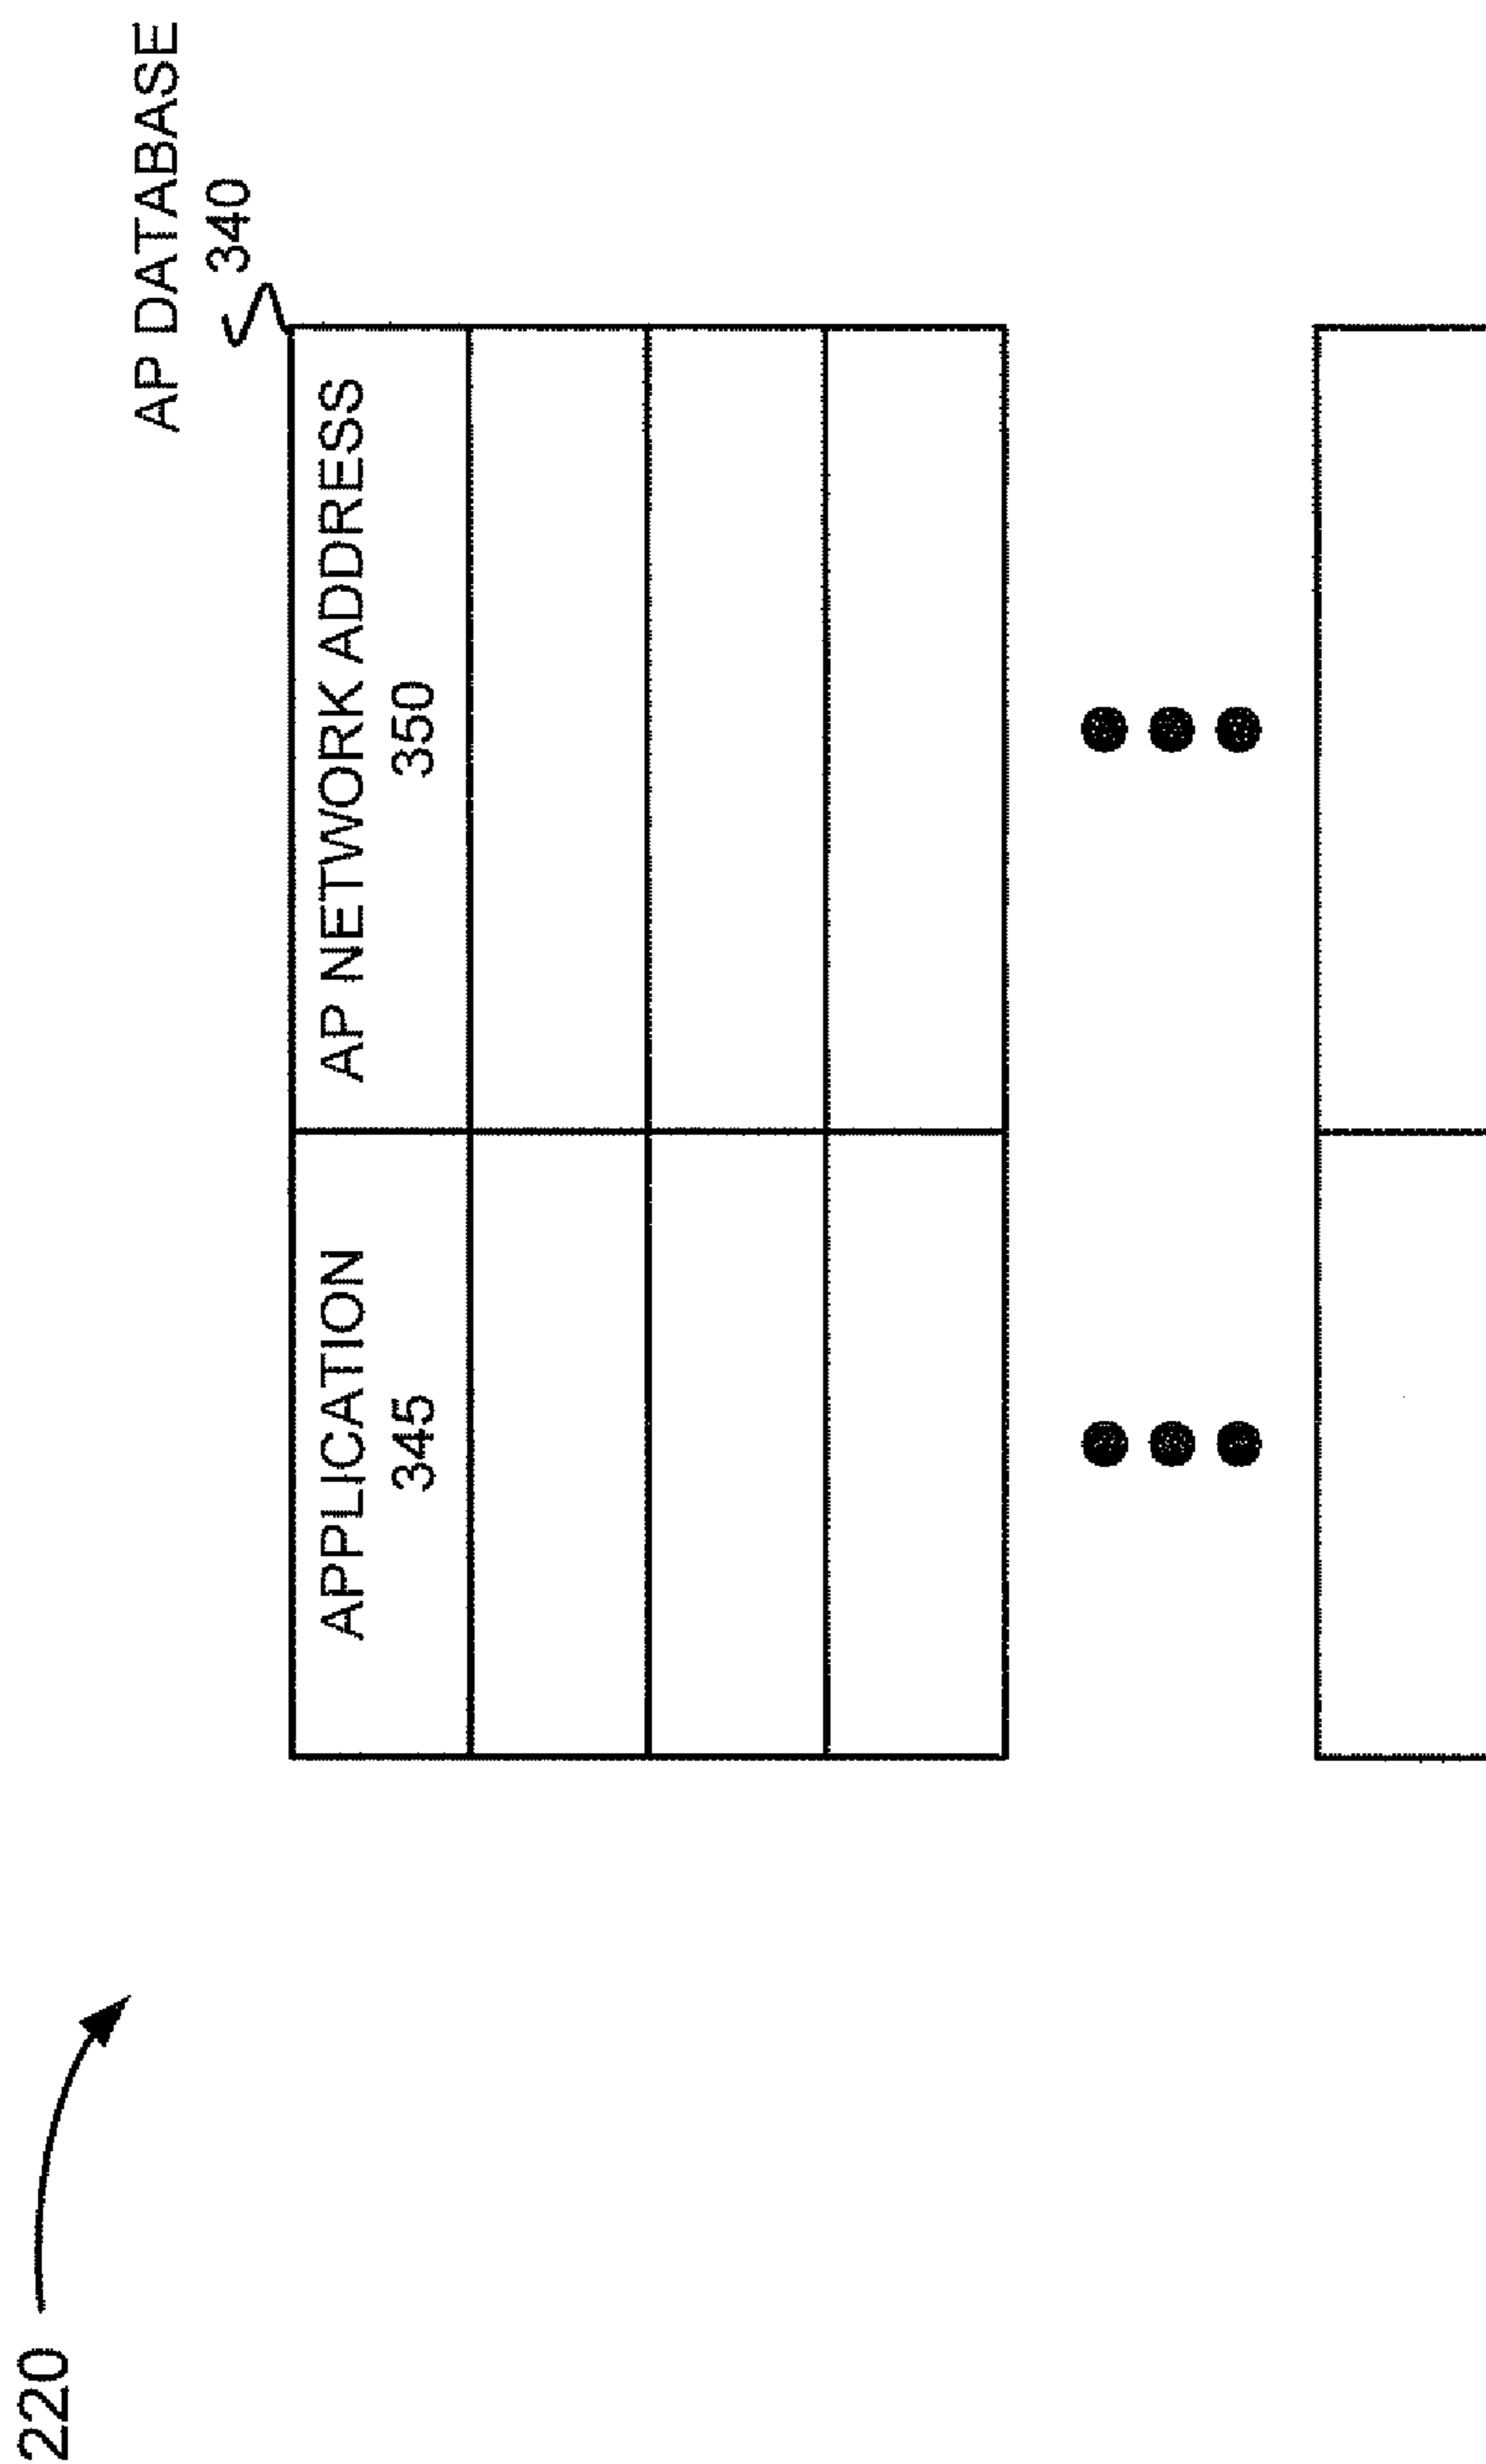 220
AP DATABASE
340
APPLICATION
345
AP NETWORK ADDRESS
350